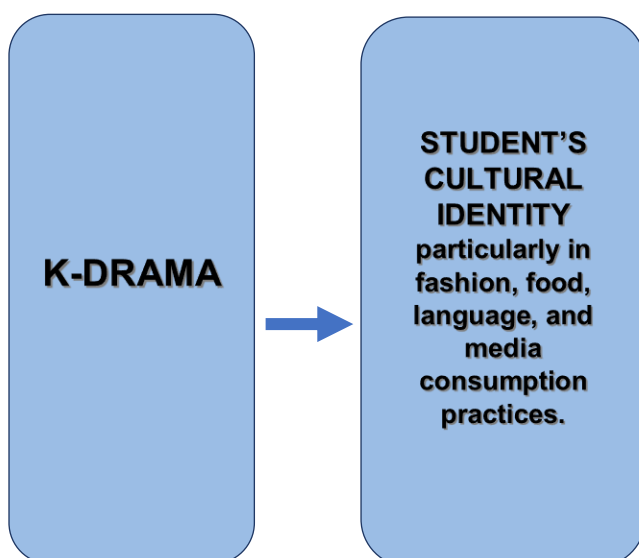 K-DRAMA
STUDENT’S
CULTURAL
IDENTITY
particularly in
fashion, food,
language, and
media
consumption
practices.